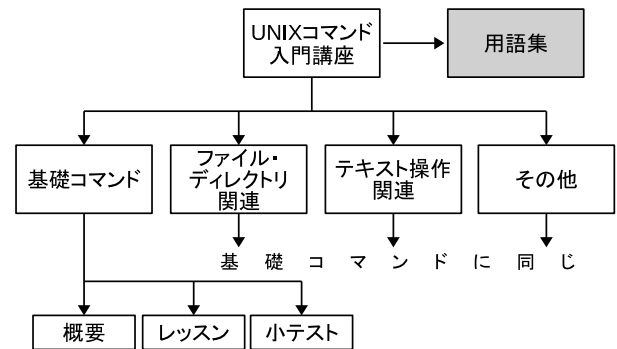 UNIXコマンド
入門講座
用語集
基礎コマンド
ファイル・
ディレクトリ
関連
テキスト操作
関連
その他
基礎コマンドに同じ
概要
レッスン
小テスト